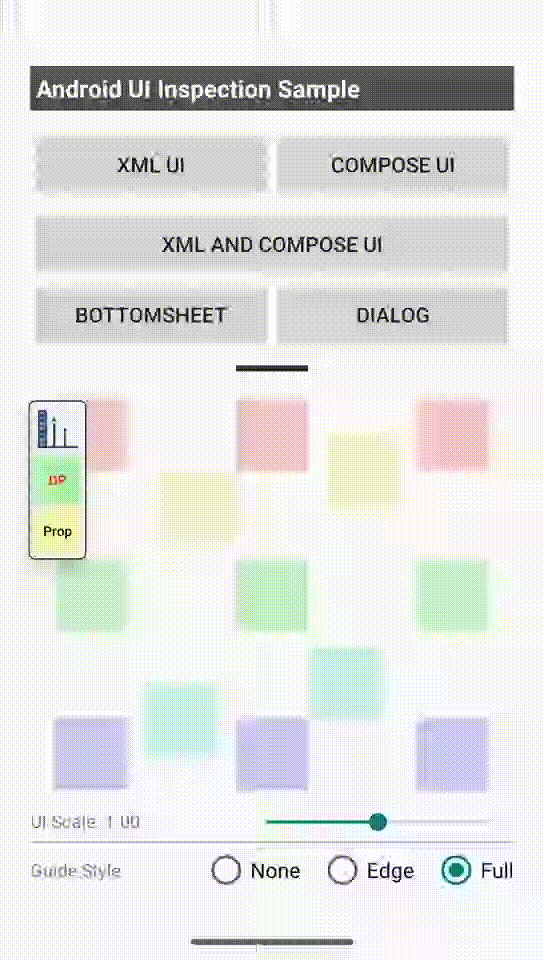 Android UI Inspection Sample
XML UI
COMPOSE UI
XML AND COMPOSE UI
BOTTOMSHEET
DIALOG
DP
Prop
UI Scale 1.00
Guide Style
None
Edge
Full